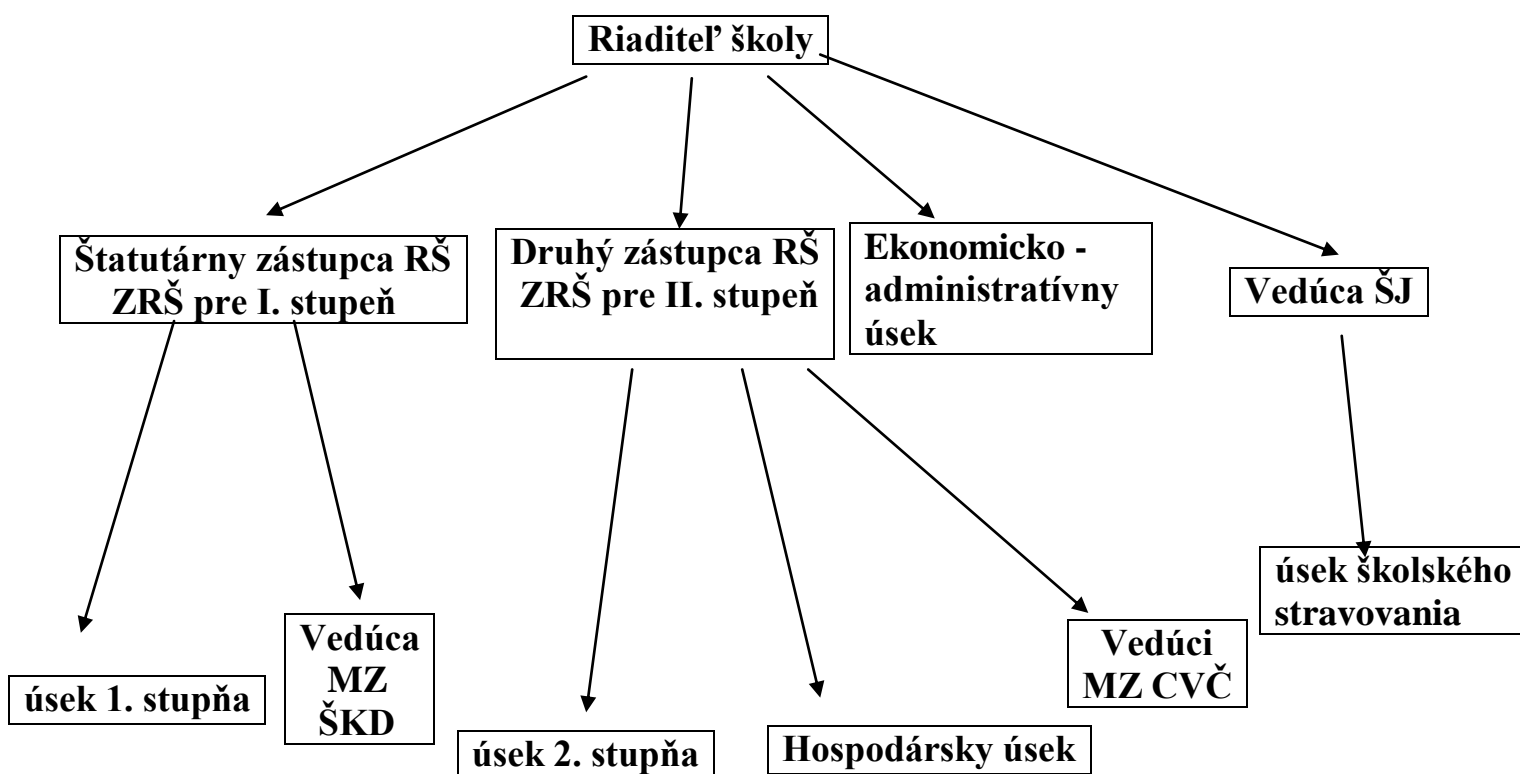 Riaditeľ školy
Štatutárny zástupca RŠ
ZRŠ pre I. stupeň
Druhý zástupca RŠ
ZRŠ pre II. stupeň
Ekonomicko -
administratívny
úsek
Vedúca ŠJ
úsek 1. stupňa
Vedúca
MZ
ŠKD
úsek 2. stupňa
Hospodársky úsek
Vedúci
MZ CVČ
úsek školského
stravovania